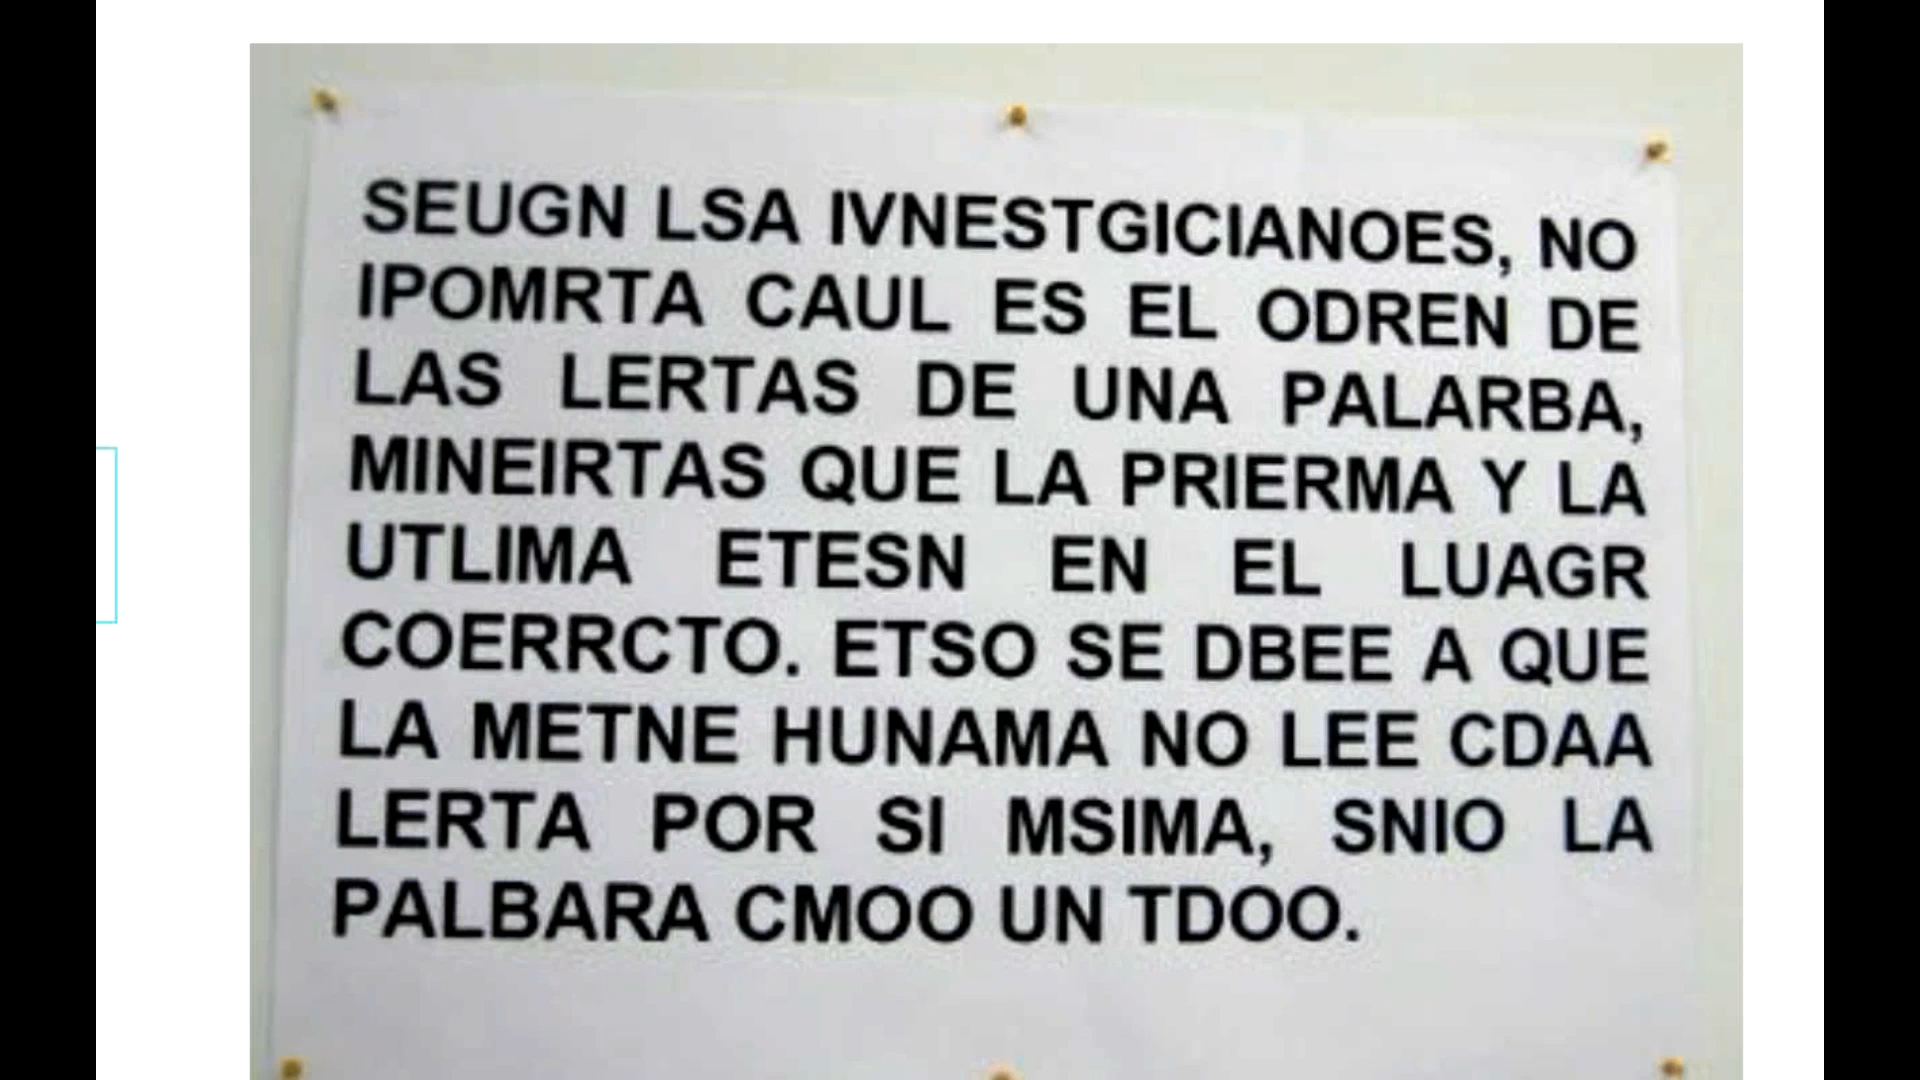 SEUGN LSA IVNESTGICIANOES, NO
IPOMRTA CAUL ES EL ODREN DE
LAS LERTAS DE UNA PALARBA,
MINEIRTAS QUE LA PRIERMA Y LA
UTLIMA ETESN EN EL LUAGR
COERRCTO. ETSO SE DBEE A QUE
LA METNE HUNAMA NO LEE CDAA
LERTA POR SI MSIMA, SNIO LA
PALBARA CMOO UN TDOO.